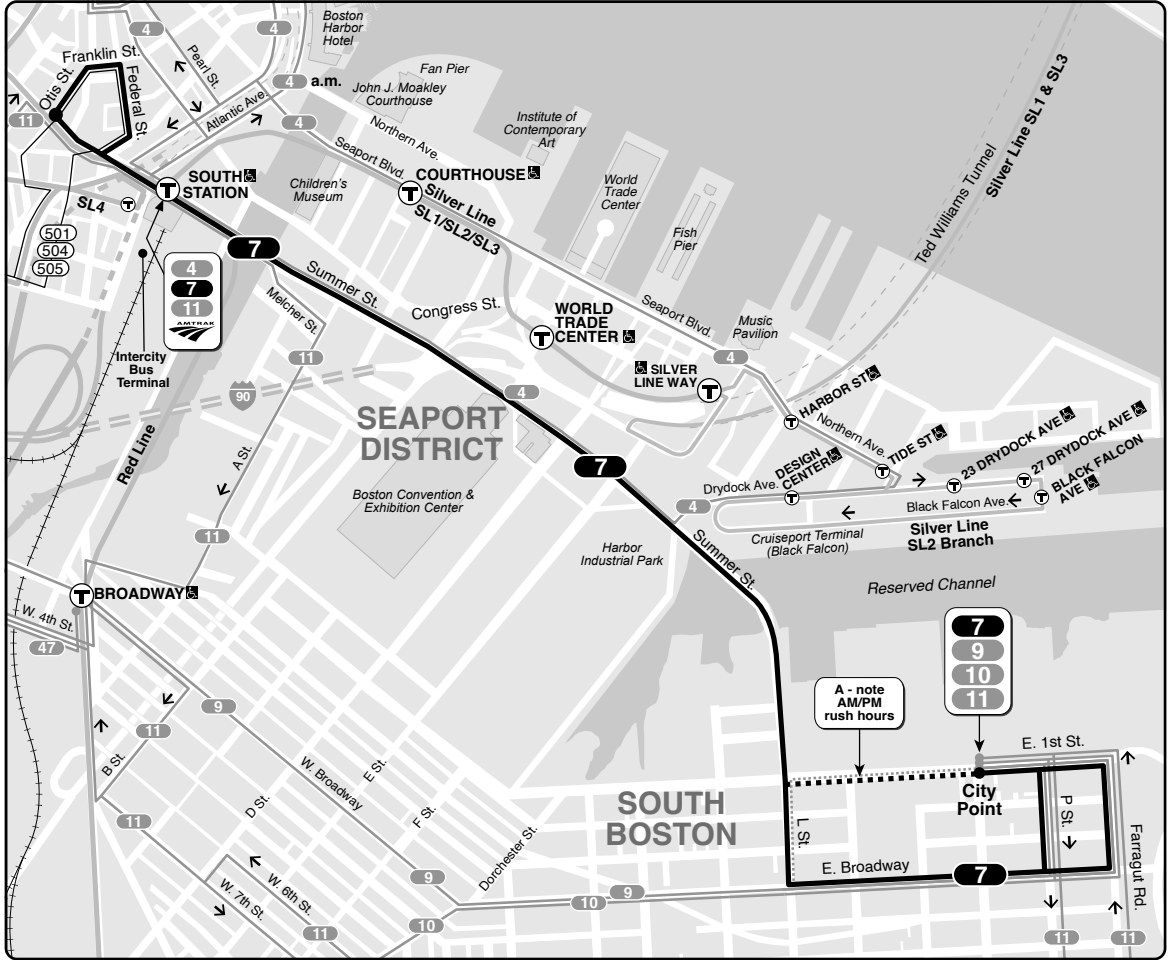 Boston
Harbor
Hotel
4
4
Franklin St.
Pearl St.
Otis St.
Federal St.
4 a.m.
Fan Pier
John J. Moakley
Courthouse
11
Atlantic Ave.
4
Northern Ave.
Institute of
Contemporary
Art
Seaport Blvd.
SOUTH
STATION
COURTHOUSE
Silver Line
SL1/SL2/SL3
Children's
Museum
World
Trade
Center
Fish
Pier
Ted Williams Tunnel
Silver Line SL1 & SL3
SL4
501
504
505
7
4
7
11
AMTRAK
Summer St.
Melcher St.
Congress St.
WORLD
TRADE
CENTER
Seaport Blvd.
Music
Pavilion
4
Intercity
Bus
Terminal
11
90
SILVER
LINE WAY
4
HARBOR ST
SEAPORT
DISTRICT
Red Line
A St.
7
Northern Ave.
TIDE ST
23 DRYDOCK AVE
27 DRYDOCK AVE
BLACK FALCON
AVE
DESIGN
CENTER
Drydock Ave.
4
Black Falcon Ave.
Boston Convention &
Exhibition Center
Silver Line
SL2 Branch
Cruiseport Terminal
(Black Falcon)
11
Harbor
Industrial Park
Summer St.
Reserved Channel
BROADWAY
W. 4th St.
47
7
9
10
11
A - note
AM/PM
rush hours
9
11
B St.
W. Broadway
E St.
D St.
F St.
E. 1st St.
City
Point
SOUTH
BOSTON
L St.
P St.
Farragut Rd.
11
Dorchester St.
E. Broadway
7
W. 7th St.
W. 6th St.
9
9
10
10
11
11
11